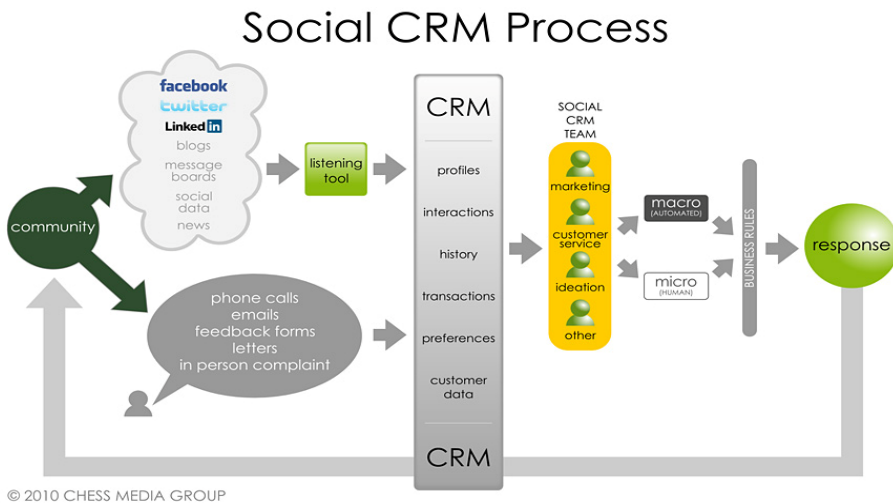 Social CRM Process
facebook
twitter
Linked in
blogs
message
boards
social
data
news
listening
tool
community
phone calls
emails
feedback forms
letters
in person complaint
CRM
profiles
interactions
history
transactions
preferences
customer
data
CRM
SOCIAL
CRM
TEAM
marketing
customer
service
ideation
other
macro
(AUTOMATED)
micro
(HUMAN)
BUSINESS RULES
response
© 2010 CHESS MEDIA GROUP